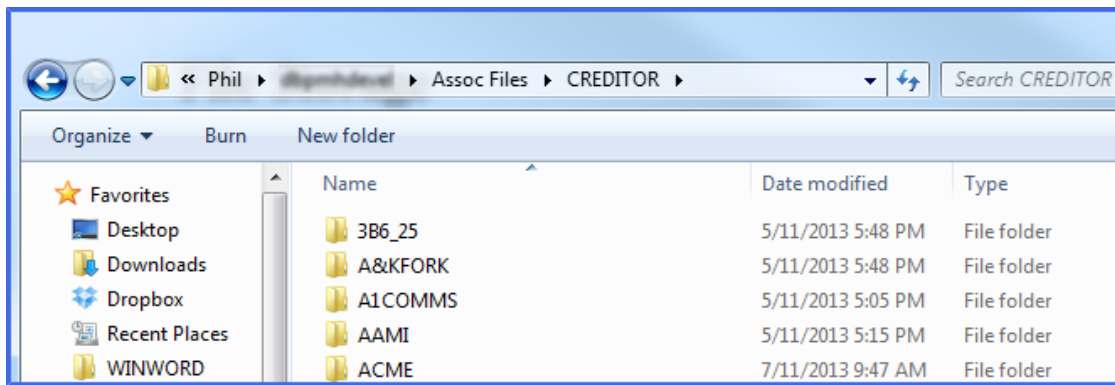 « Phil ▸ ▸ Assoc Files ▸ CREDITOR ▸ Search CREDITOR
Organize ▾ Burn New folder
Favorites
Desktop
Downloads
Dropbox
Recent Places
WINWORD
Name Date modified Type
3B6_25 5/11/2013 5:48 PM File folder
A&KFORK 5/11/2013 5:48 PM File folder
A1COMMS 5/11/2013 5:05 PM File folder
AAMI 5/11/2013 5:15 PM File folder
ACME 7/11/2013 9:47 AM File folder